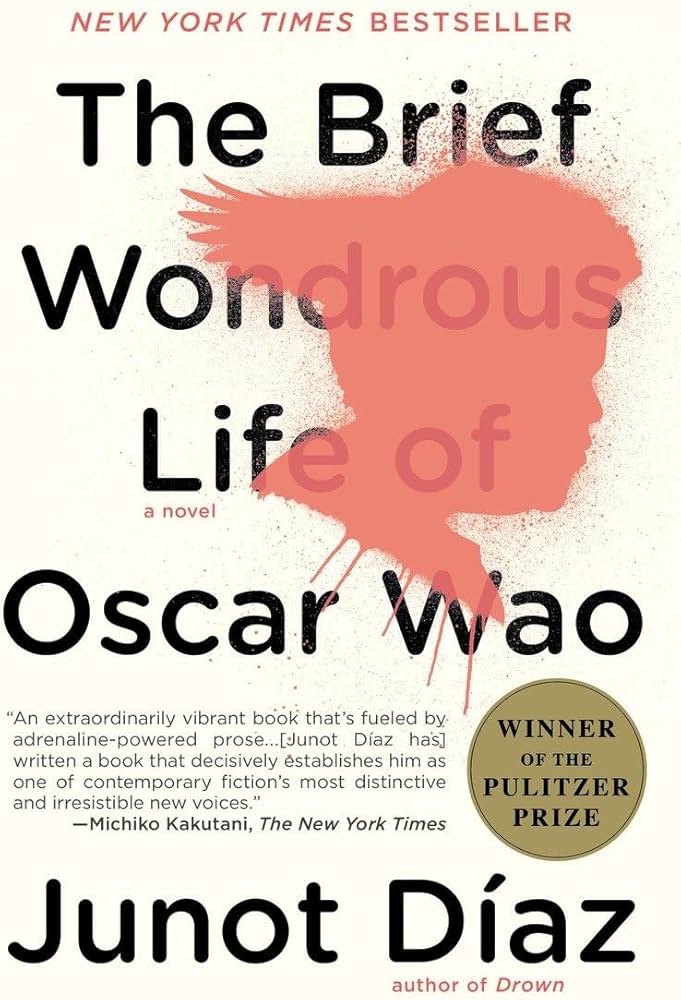 NEW YORK TIMES BESTSELLER
The Brief
Wondrous
Life of
a novel
Oscar Wao
“An extraordinarily vibrant book that’s fueled by
adrenaline-powered prose...[Junot Díaz has]
written a book that decisively establishes him as
one of contemporary fiction’s most distinctive
and irresistible new voices.”
—Michiko Kakutani, The New York Times
WINNER
OF THE
PULITZER
PRIZE
Junot Díaz
author of Drown